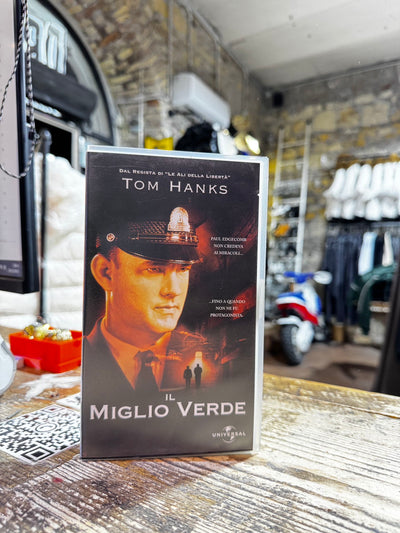 DAL REGISTA DI "LE ALI DELLA LIBERTÀ"
TOM HANKS
PAUL EDGECOMB
NON CREDEVA
AI MIRACOLI...
...FINO A QUANDO
NON NE FU
PROTAGONISTA.
IL
MIGLIO VERDE
UNIVERSAL